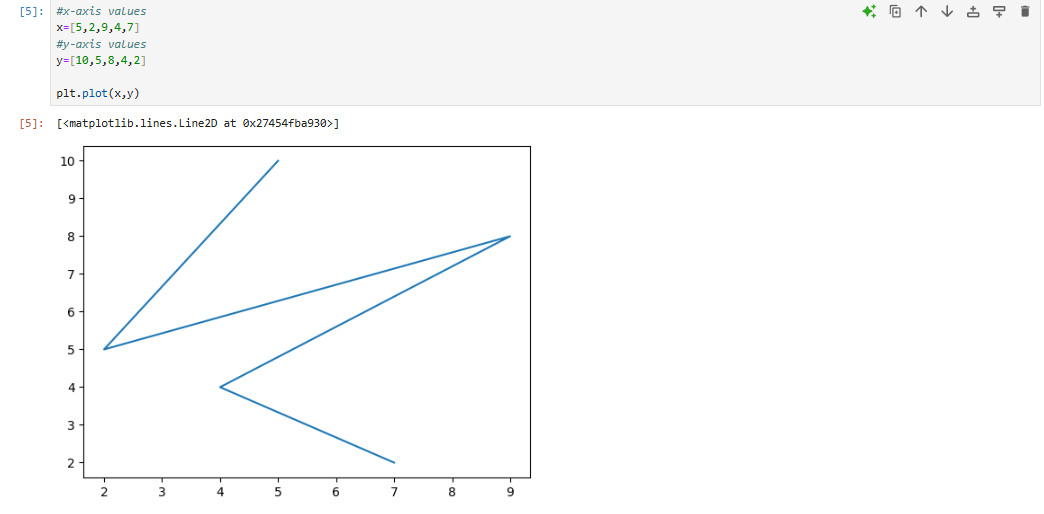 [5]: #x-axis values
x=[5,2,9,4,7]
#y-axis values
y=[10,5,8,4,2]
plt.plot(x,y)
[5]: [<matplotlib.lines.Line2D at 0x27454fba930>]
10
9
8
7
6
5
4
3
2
2 3 4 5 6 7 8 9